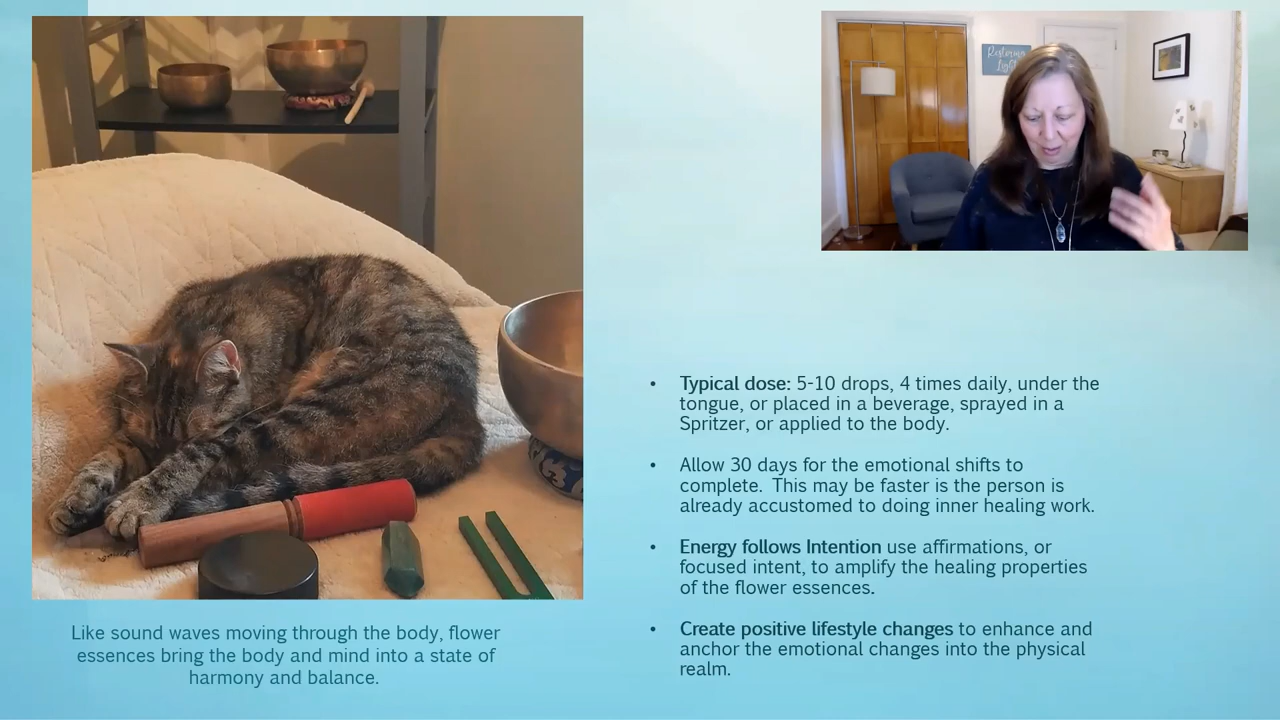 Restoring
Like sound waves moving through the body, flower
essences bring the body and mind into a state of
harmony and balance.
• Typical dose: 5-10 drops, 4 times daily, under the
tongue, or placed in a beverage, sprayed in a
Spritzer, or applied to the body.
• Allow 30 days for the emotional shifts to
complete. This may be faster is the person is
already accustomed to doing inner healing work.
• Energy follows Intention use affirmations, or
focused intent, to amplify the healing properties
of the flower essences.
• Create positive lifestyle changes to enhance and
anchor the emotional changes into the physical
realm.